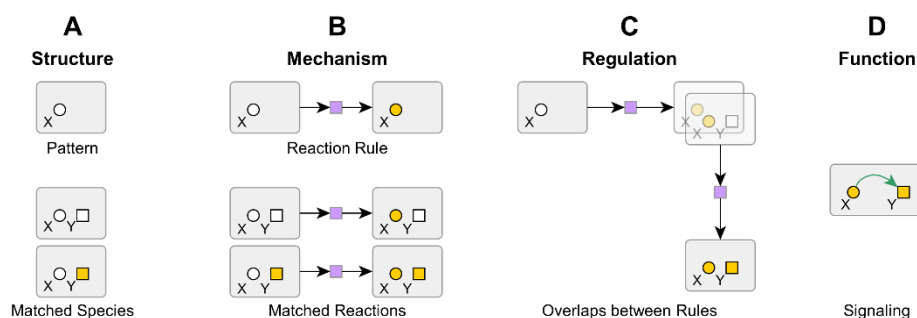 A
B
C
D
Structure
Mechanism
Regulation
Function
X
X
X
X
X
X
Y
Pattern
Reaction Rule
X
Y
X
Y
X
Y
X
Y
X
Y
X
Y
X
Y
X
Y
Matched Species
Matched Reactions
Overlaps between Rules
Signaling